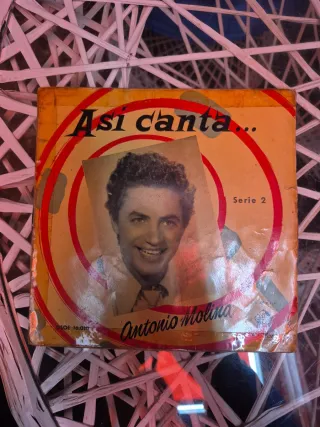 Así canta...
Serie 2
Antonio Molina